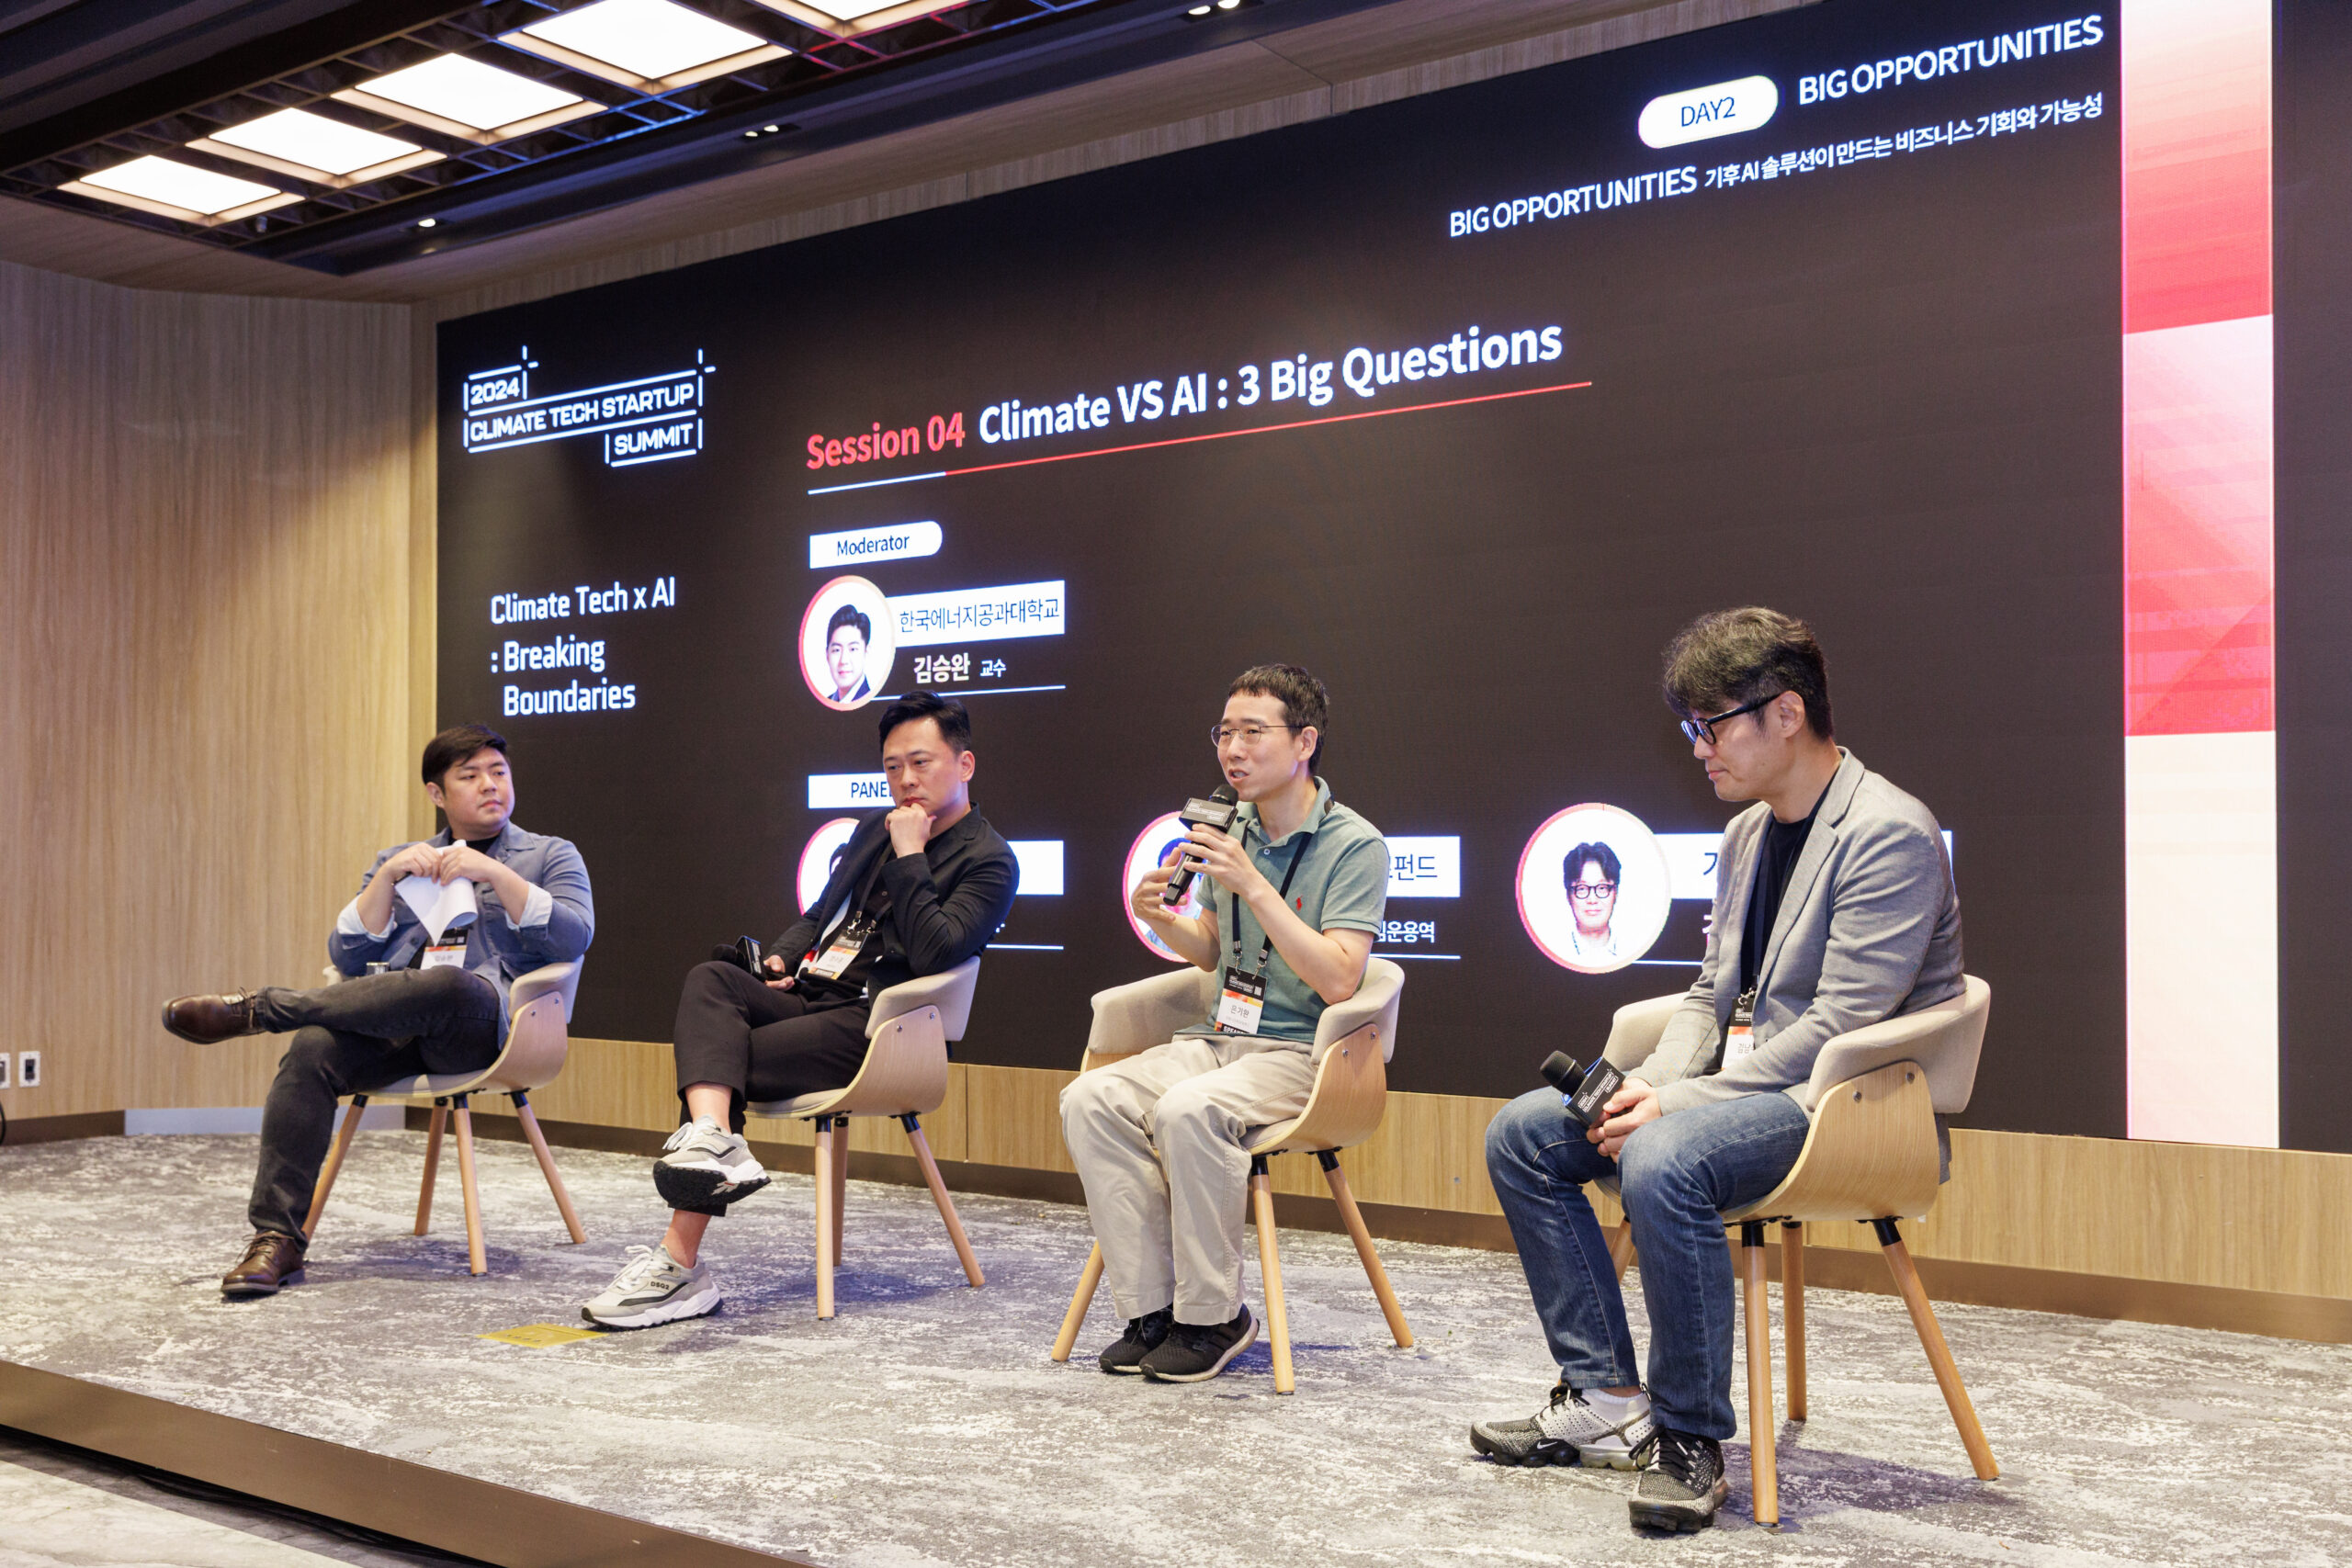 DAY2 BIG OPPORTUNITIES
BIG OPPORTUNITIES 기후 AI 솔루션이 만드는 비즈니스 기회와 가능성
2024
CLIMATE TECH STARTUP
SUMMIT
Session 04 Climate VS AI : 3 Big Questions
Climate Tech x AI
: Breaking
Boundaries
Moderator
한국에너지공과대학교
김승완 교수
PANEL
펀드
운용역